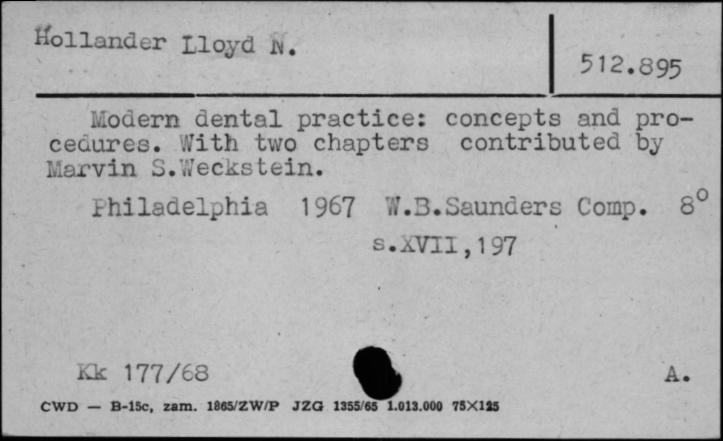 Hollander Lloyd N.
512.895
Modern dental practice: concepts and pro-
cedures. With two chapters contributed by
Marvin S.Weckstein.
Philadelphia 1967 W.B.Saunders Comp. 8°
s.XVII,197
Kk 177/68 A.
CWD — B-15c, zam. 1865/ZW/P JZG 1355/65 1.013.000 75X125